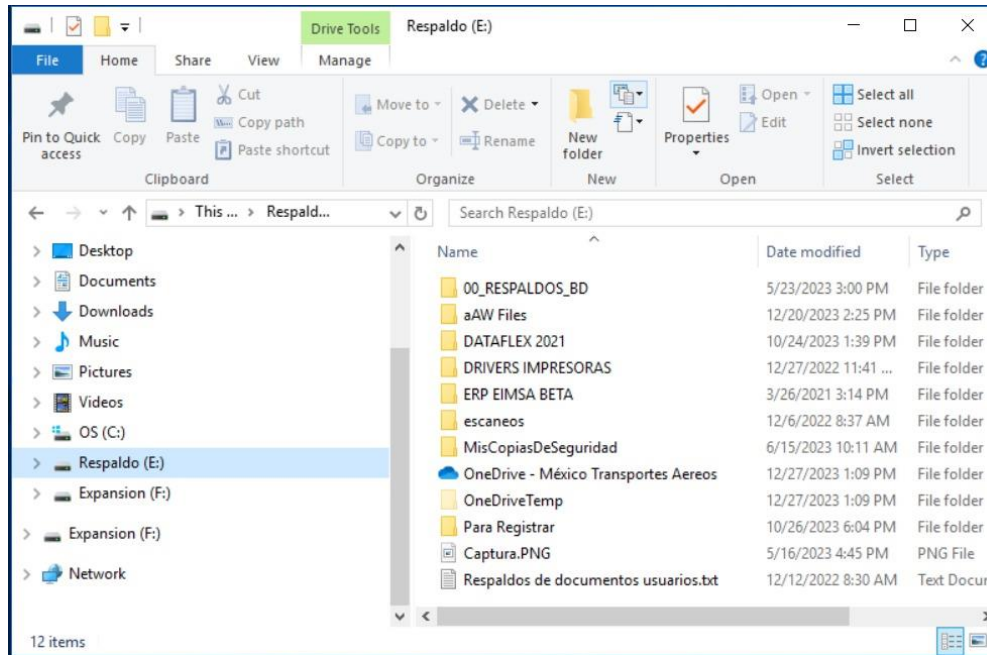 Drive Tools Respaldo (E:)
File Home Share View Manage
Pin to Quick access
Copy
Paste
Cut
Copy path
Paste shortcut
Clipboard
Move to
Copy to
Delete
Rename
Organize
New folder
New
Properties
Open
Edit
Open
Select all
Select none
Invert selection
Select
This ... Respald...
Search Respaldo (E:)
Desktop
Documents
Downloads
Music
Pictures
Videos
OS (C:)
Respaldo (E:)
Expansion (F:)
Expansion (F:)
Network
Name Date modified Type
00_RESPALDOS_BD 5/23/2023 3:00 PM File folder
aAW Files 12/20/2023 2:25 PM File folder
DATAFLEX 2021 10/24/2023 1:39 PM File folder
DRIVERS IMPRESORAS 12/27/2022 11:41 ... File folder
ERP EIMSA BETA 3/26/2021 3:14 PM File folder
escaneos 12/6/2022 8:37 AM File folder
MisCopiasDeSeguridad 6/15/2023 10:11 AM File folder
OneDrive - México Transportes Aereos 12/27/2023 1:09 PM File folder
OneDriveTemp 12/27/2023 1:09 PM File folder
Para Registrar 10/26/2023 6:04 PM File folder
Captura.PNG 5/16/2023 4:45 PM PNG File
Respaldos de documentos usuarios.txt 12/12/2022 8:30 AM Text Docur
12 items